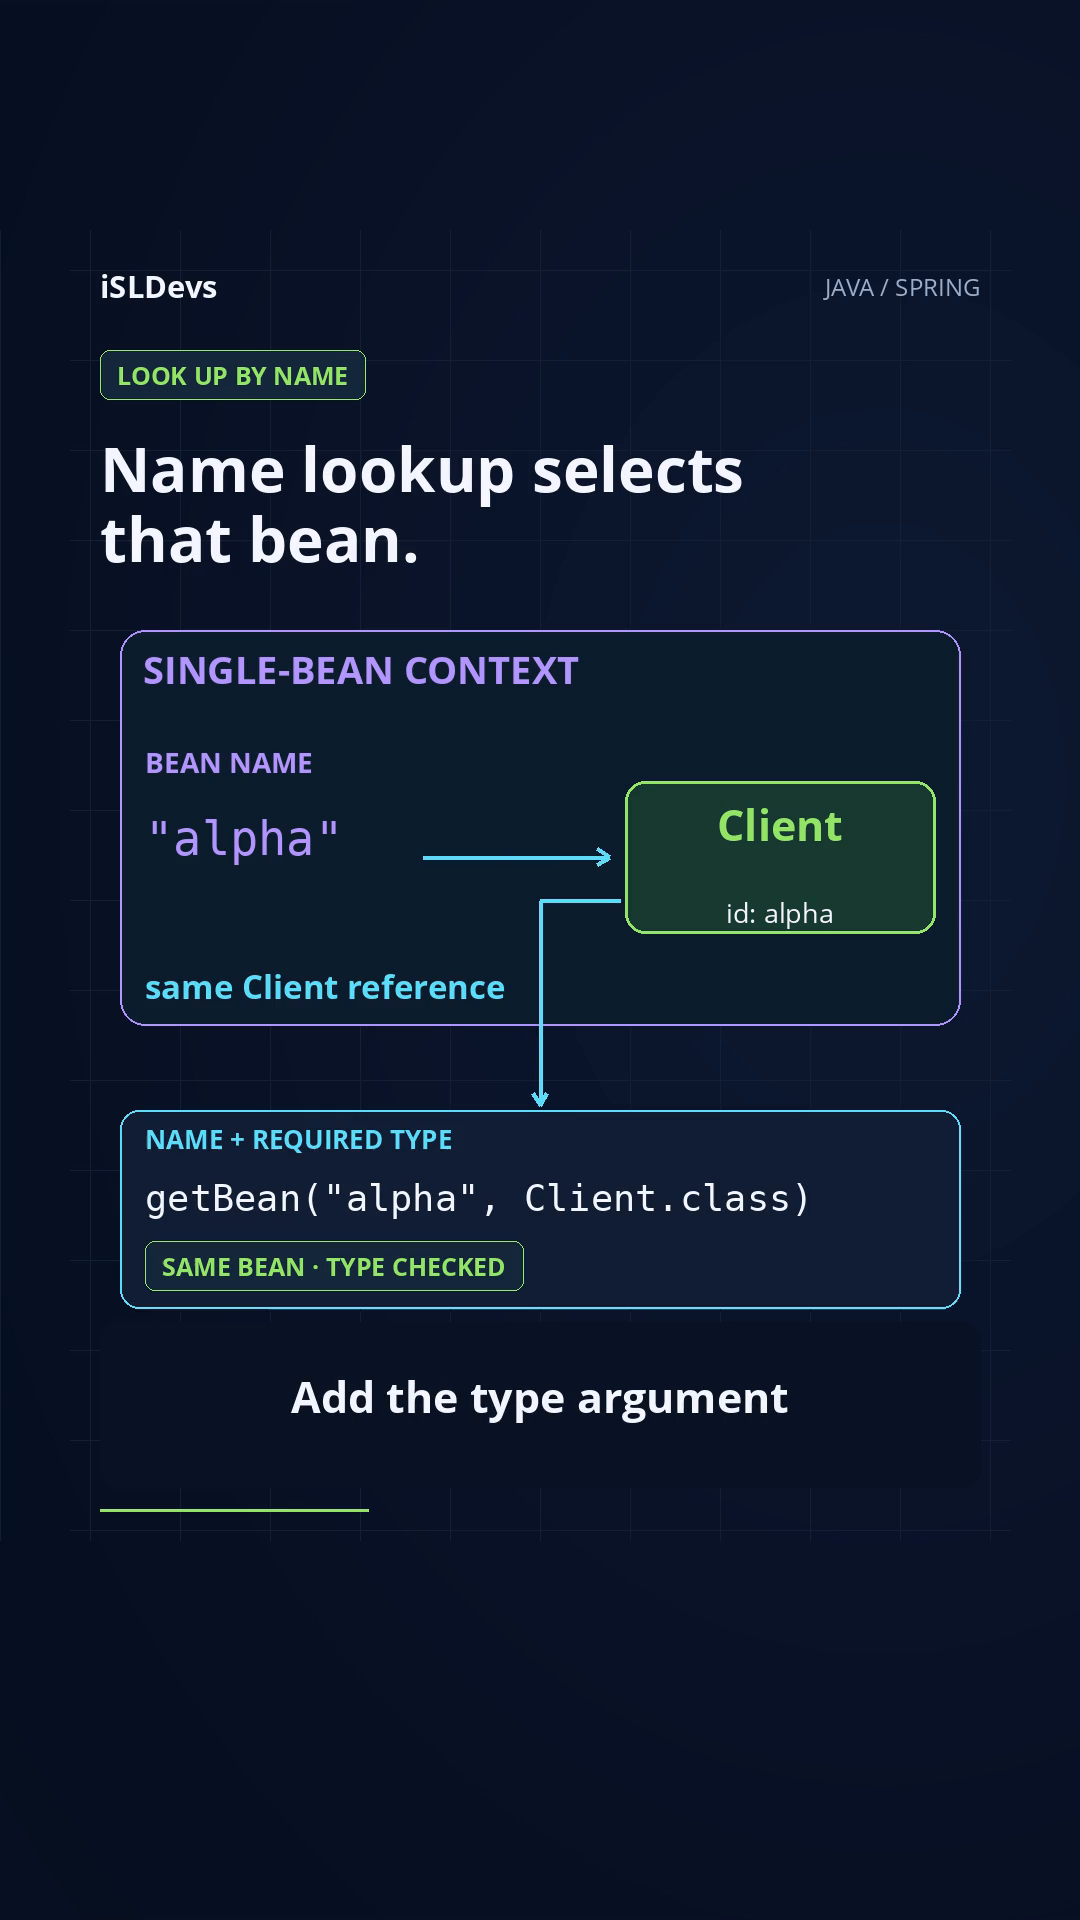 iSLDevs
JAVA / SPRING
LOOK UP BY NAME
Name lookup selects
that bean.
SINGLE-BEAN CONTEXT
BEAN NAME
"alpha"
Client
id: alpha
same Client reference
NAME + REQUIRED TYPE
getBean("alpha", Client.class)
SAME BEAN · TYPE CHECKED
Add the type argument